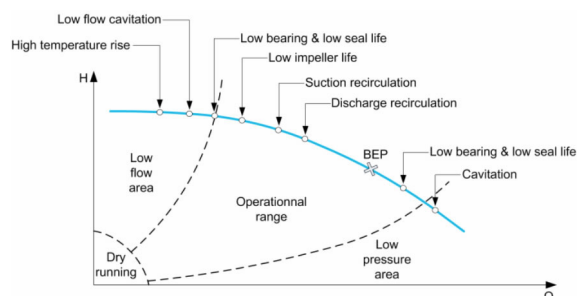 Low flow cavitation
High temperature rise
Low bearing & low seal life
Low impeller life
Suction recirculation
Discharge recirculation
H
BEP
Low bearing & low seal life
Cavitation
Low
flow
area
Operationnal
range
Low
pressure
area
Dry
running